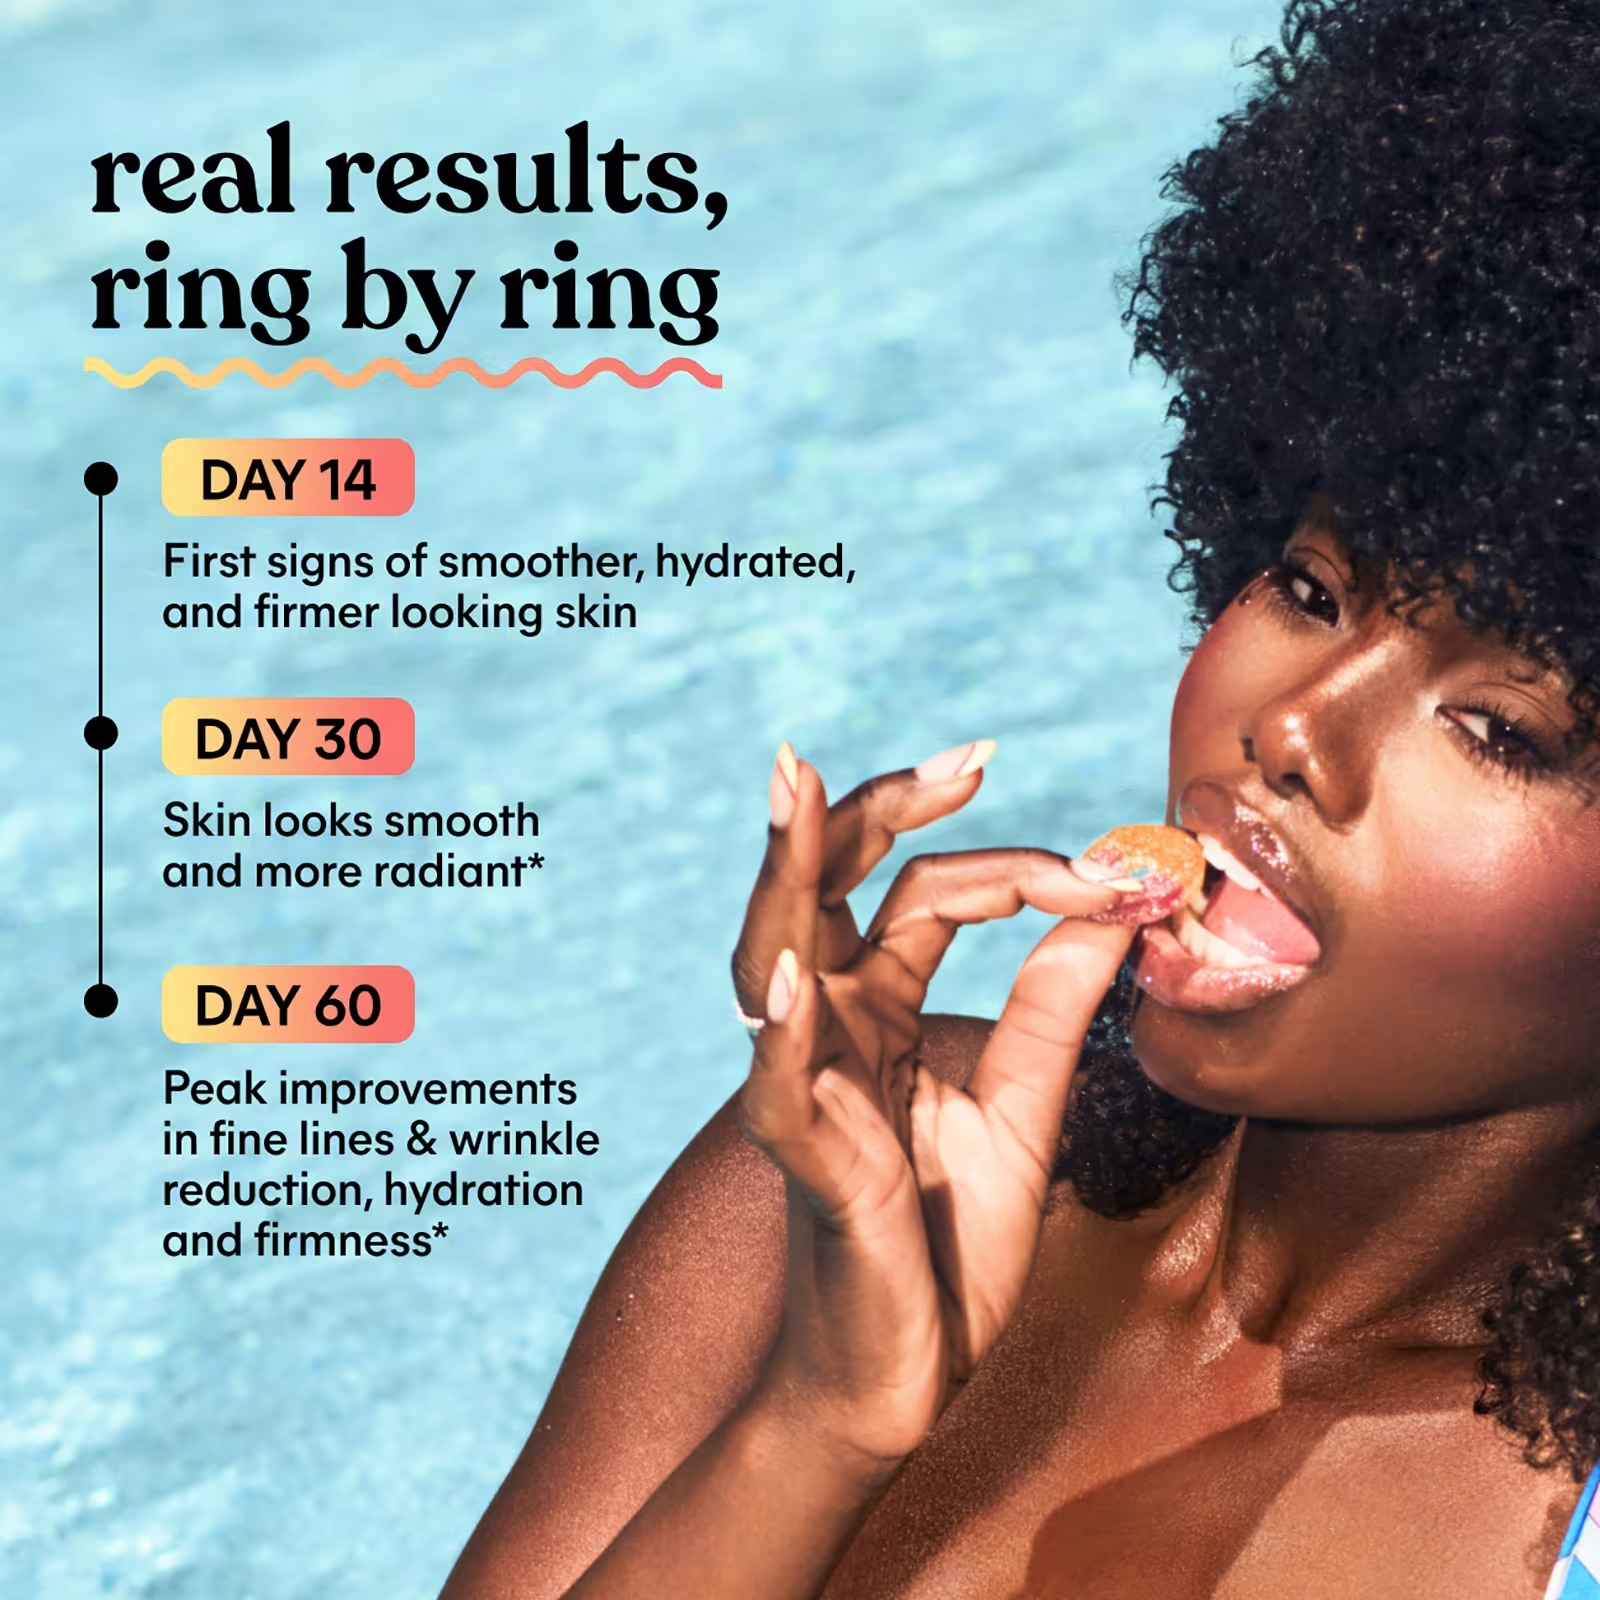 real results,
ring by ring
DAY 14
First signs of smoother, hydrated,
and firmer looking skin
DAY 30
Skin looks smooth
and more radiant*
DAY 60
Peak improvements
in fine lines & wrinkle
reduction, hydration
and firmness*